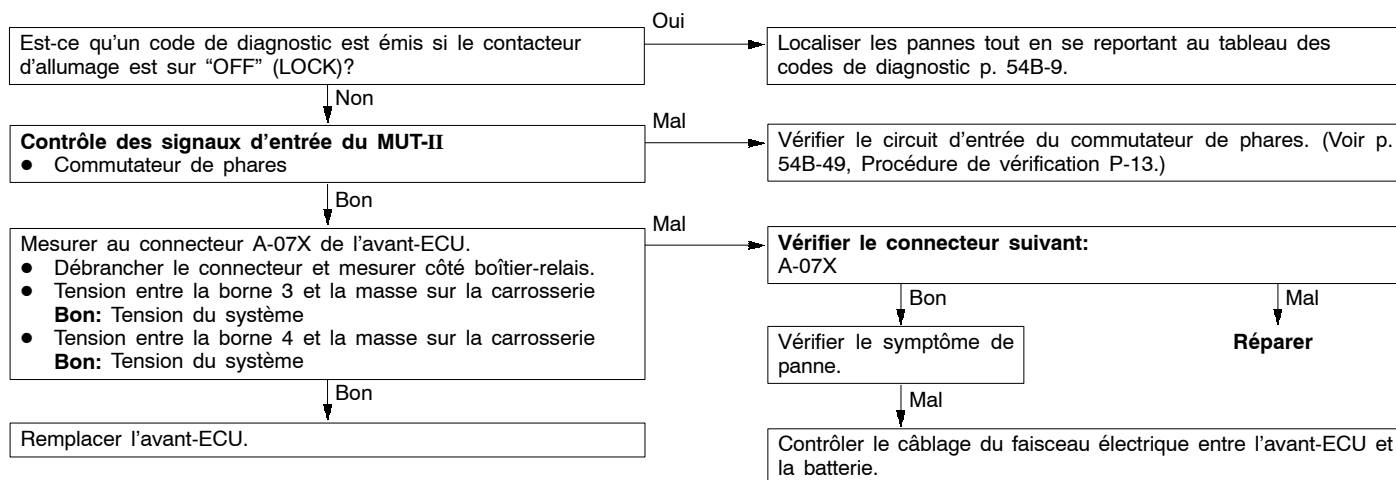 Est-ce qu'un code de diagnostic est émis si le contacteur
d'allumage est sur “OFF” (LOCK)?
Oui
Localiser les pannes tout en se reportant au tableau des
codes de diagnostic p. 54B-9.
Non
Contrôle des signaux d'entrée du MUT-II
● Commutateur de phares
Mal
Vérifier le circuit d'entrée du commutateur de phares. (Voir p.
54B-49, Procédure de vérification P-13.)
Bon
Mesurer au connecteur A-07X de l'avant-ECU.
● Débrancher le connecteur et mesurer côté boîtier-relais.
● Tension entre la borne 3 et la masse sur la carrosserie
Bon: Tension du système
● Tension entre la borne 4 et la masse sur la carrosserie
Bon: Tension du système
Mal
Vérifier le connecteur suivant:
A-07X
Bon
Mal
Vérifier le symptôme de
panne.
Réparer
Mal
Contrôler le câblage du faisceau électrique entre l'avant-ECU et
la batterie.
Bon
Remplacer l'avant-ECU.